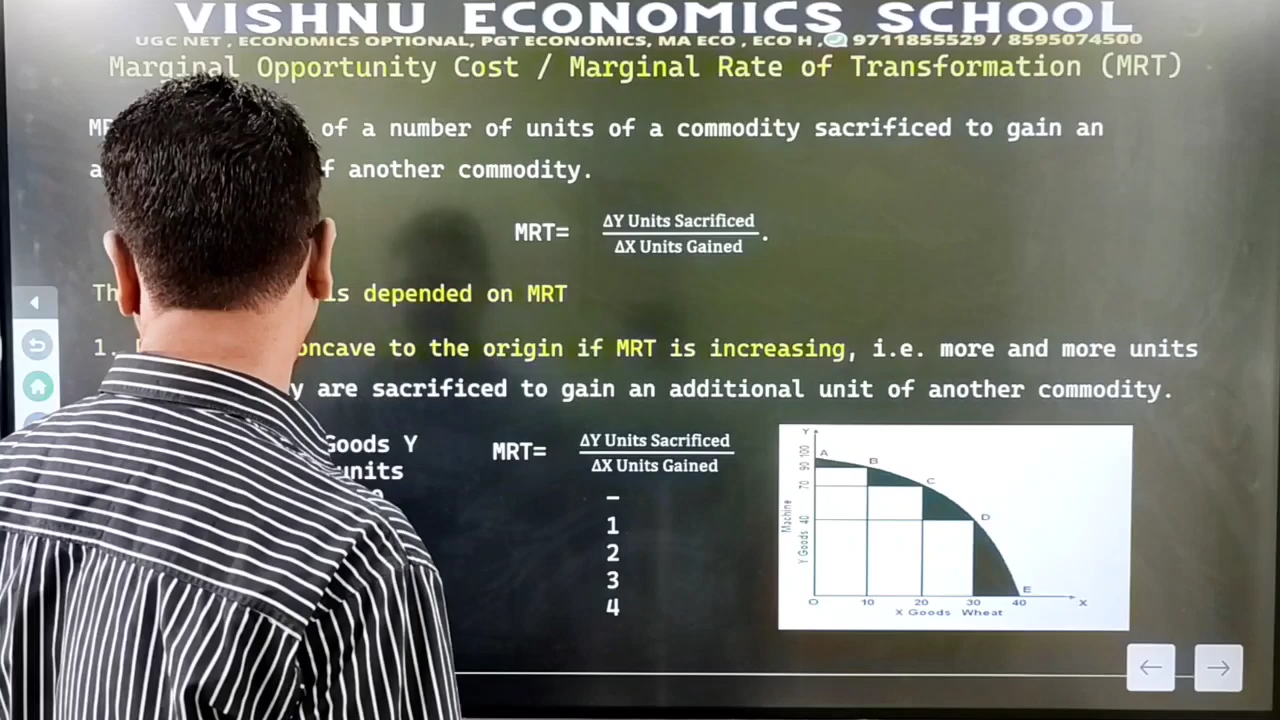 VISHNU ECONOMICS SCHOOL
UGC NET , ECONOMICS OPTIONAL, PGT ECONOMICS, MA ECO , ECO H , 9711855529 / 8595074500
Marginal Opportunity Cost / Marginal Rate of Transformation (MRT)
of a number of units of a commodity sacrificed to gain an
another commodity.
MRT= ΔY Units Sacrificed
ΔX Units Gained .
is depended on MRT
1. to the origin if MRT is increasing, i.e. more and more units
are sacrificed to gain an additional unit of another commodity.
Goods Y
units
MRT= ΔY Units Sacrificed
ΔX Units Gained
–
1
2
3
4
Y
100
90
70
40
Machine
Y Goods
A
B
C
D
E
O 10 20 30 40 X
X Goods Wheat